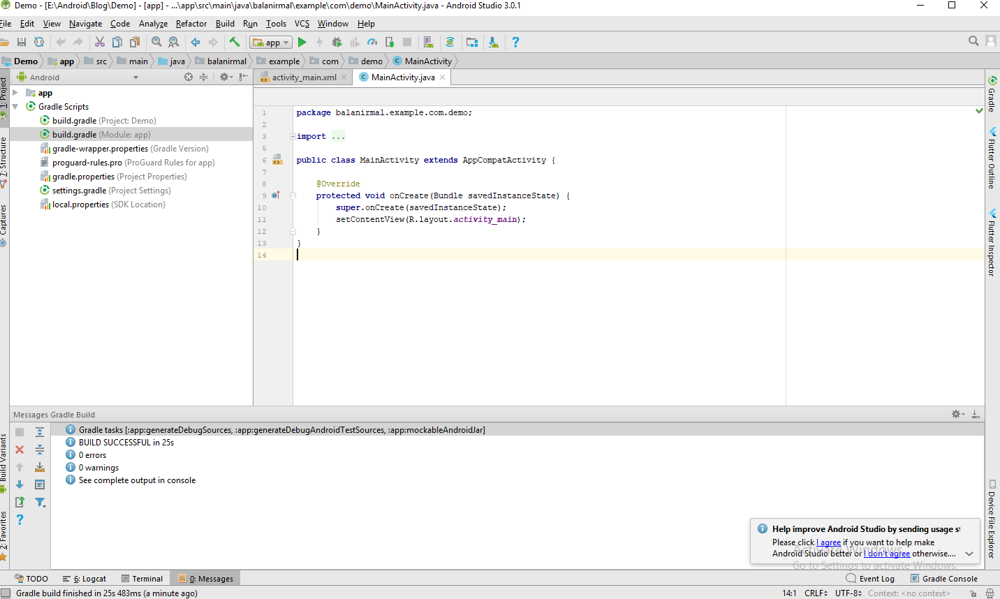 Demo - [E:\Android\Blog\Demo] - [app] - ...\app\src\main\java\balanirmal\example\com\demo\MainActivity.java - Android Studio 3.0.1
File Edit View Navigate Code Analyze Refactor Build Run Tools VCS Window Help
app
Demo app src main java balanirmal example com demo MainActivity
1: Project
7: Structure
Captures
Build Variants
2: Favorites
Android
app
Gradle Scripts
build.gradle (Project: Demo)
build.gradle (Module: app)
gradle-wrapper.properties (Gradle Version)
proguard-rules.pro (ProGuard Rules for app)
gradle.properties (Project Properties)
settings.gradle (Project Settings)
local.properties (SDK Location)
activity_main.xml MainActivity.java
1 package balanirmal.example.com.demo;
2
3 import ...
5
6 public class MainActivity extends AppCompatActivity {
7
8 @Override
9 protected void onCreate(Bundle savedInstanceState) {
10 super.onCreate(savedInstanceState);
11 setContentView(R.layout.activity_main);
12 }
13 }
14
Gradle
Flutter Outline
Flutter Inspector
Device File Explorer
Messages Gradle Build
Gradle tasks [:app:generateDebugSources, :app:generateDebugAndroidTestSources, :app:mockableAndroidJar]
BUILD SUCCESSFUL in 25s
0 errors
0 warnings
See complete output in console
Help improve Android Studio by sending usage st
Please click I agree if you want to help make
Android Studio better or I don't agree otherwise....
Activate Windows
Go to Settings to activate Windows.
TODO 6: Logcat Terminal 0: Messages Event Log Gradle Console
Gradle build finished in 25s 483ms (a minute ago) 14:1 CRLF UTF-8 Context: <no context>